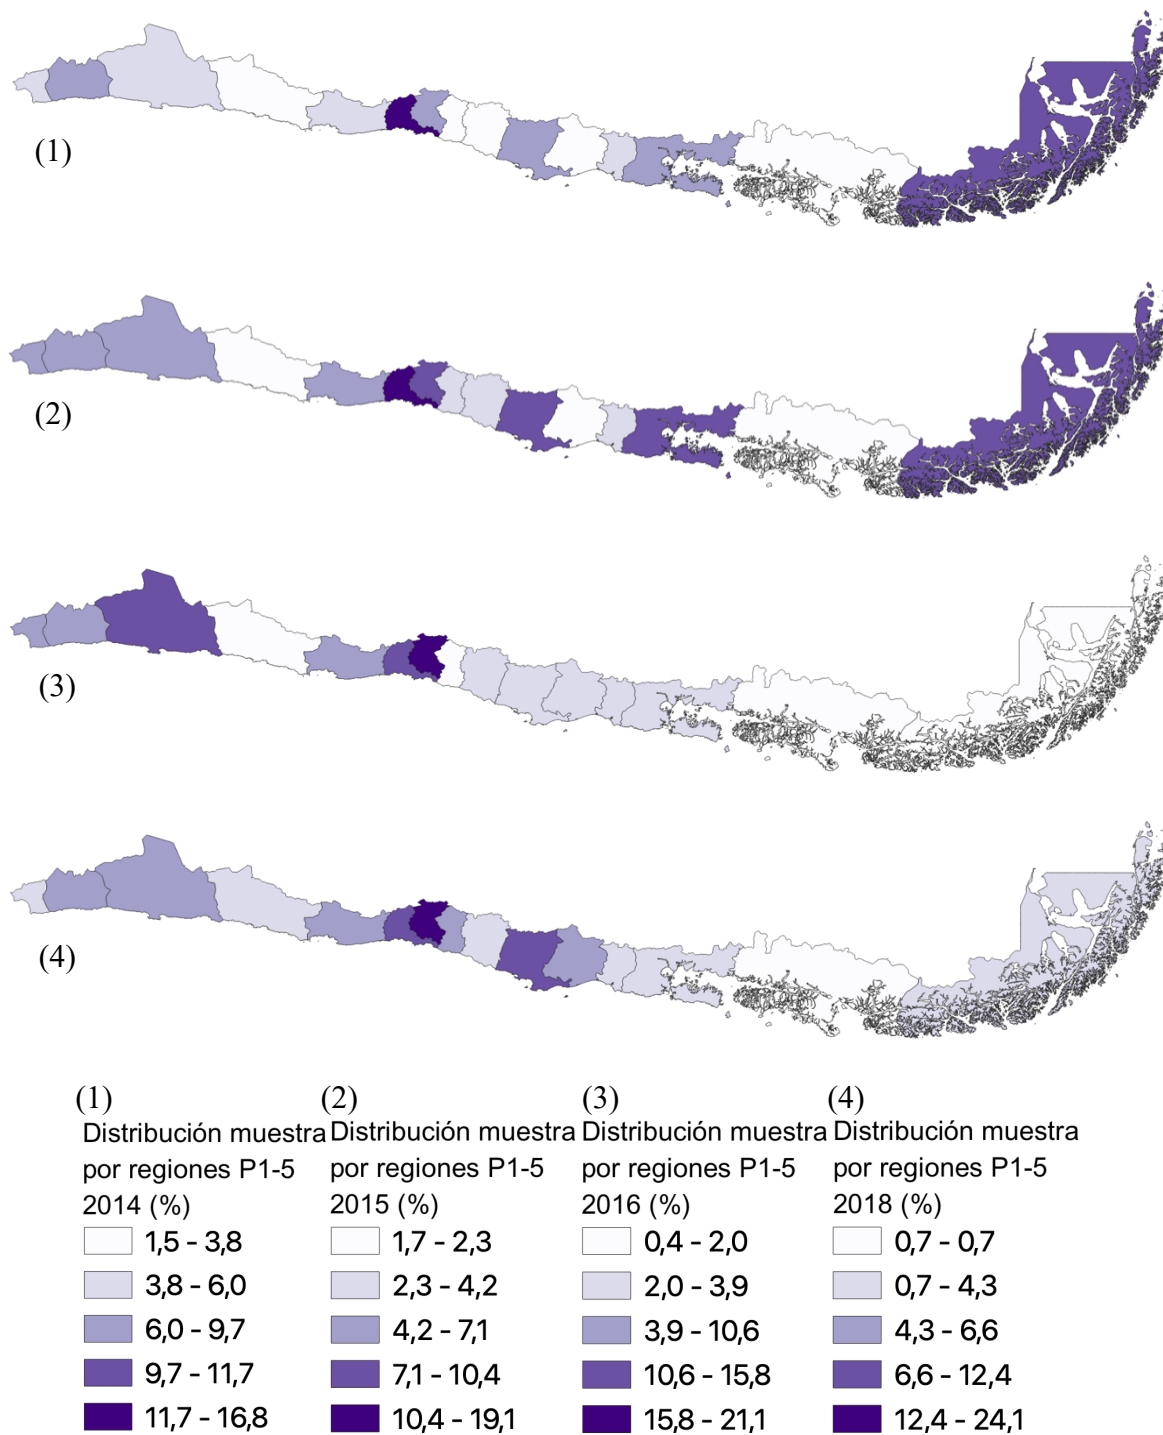 (1)
(2)
(3)
(4)
(1)
Distribución muestra
por regiones P1-5
2014 (%)
1,5 - 3,8
3,8 - 6,0
6,0 - 9,7
9,7 - 11,7
11,7 - 16,8
(2)
Distribución muestra
por regiones P1-5
2015 (%)
1,7 - 2,3
2,3 - 4,2
4,2 - 7,1
7,1 - 10,4
10,4 - 19,1
(3)
Distribución muestra
por regiones P1-5
2016 (%)
0,4 - 2,0
2,0 - 3,9
3,9 - 10,6
10,6 - 15,8
15,8 - 21,1
(4)
Distribución muestra
por regiones P1-5
2018 (%)
0,7 - 0,7
0,7 - 4,3
4,3 - 6,6
6,6 - 12,4
12,4 - 24,1